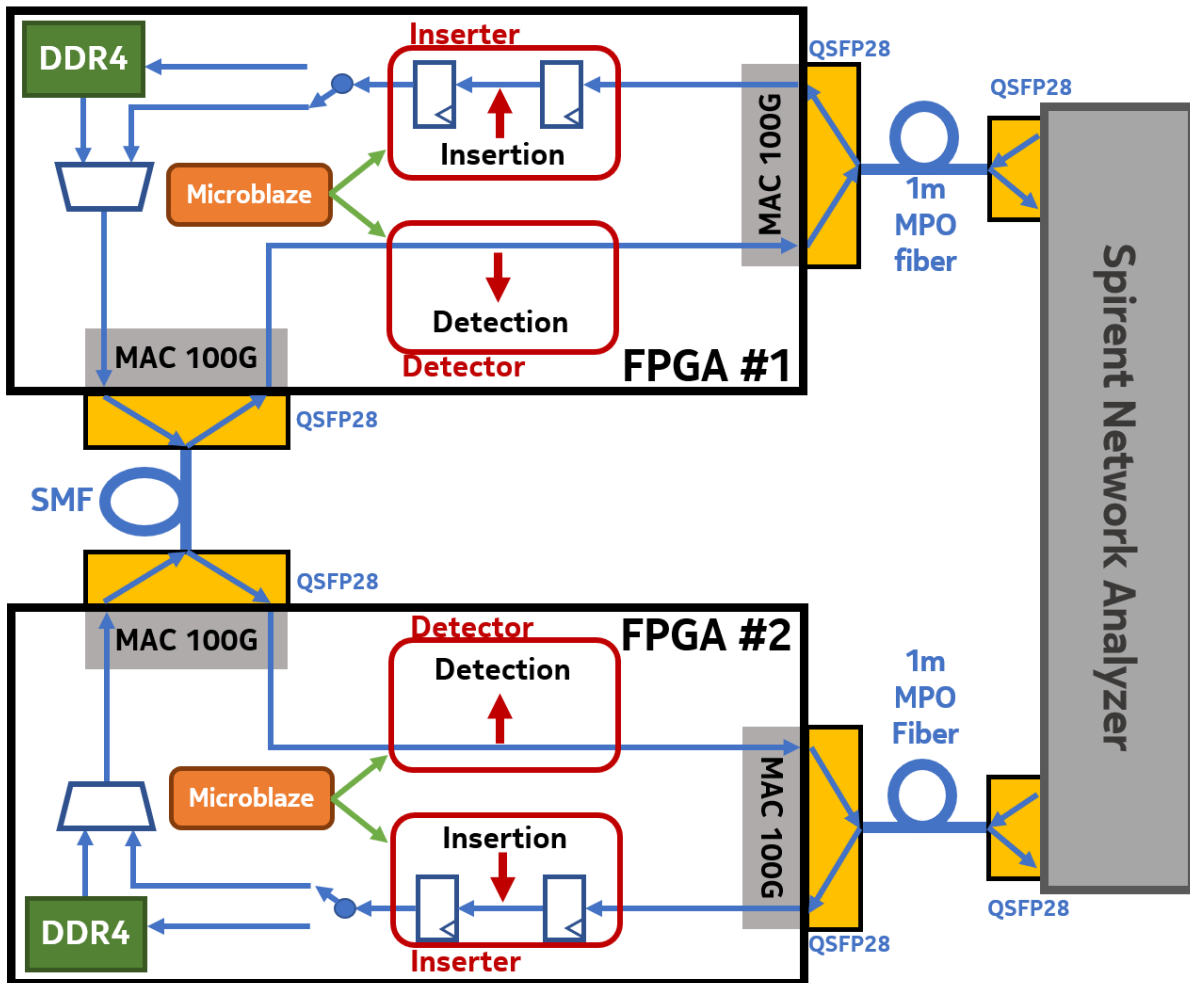 DDR4
Inserter
Insertion
Microblaze
Detection
Detector
MAC 100G
QSFP28
MAC 100G
FPGA #1
1m
MPO
fiber
QSFP28
Spirent Network Analyzer
QSFP28
SMF
QSFP28
MAC 100G
FPGA #2
Detector
Detection
Microblaze
Insertion
Inserter
DDR4
MAC 100G
1m
MPO
Fiber
QSFP28
QSFP28